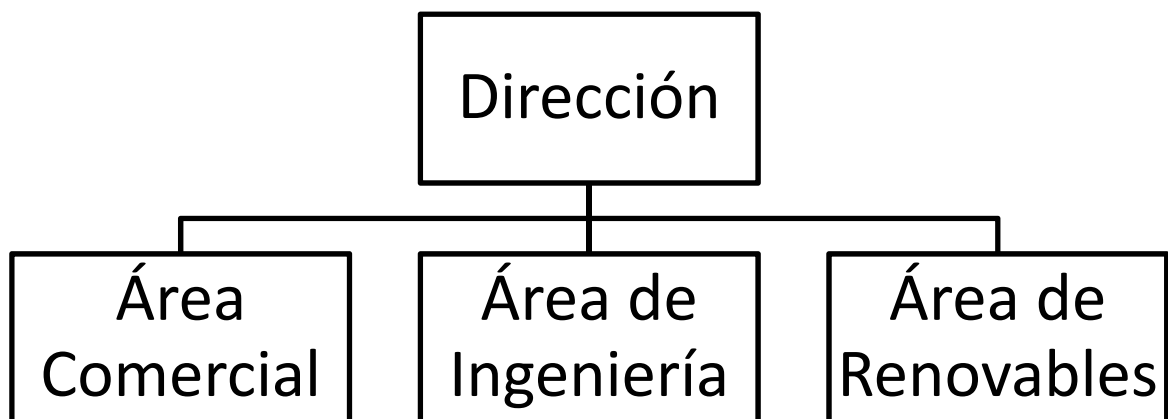 Dirección
Área
Comercial
Área de
Ingeniería
Área de
Renovables